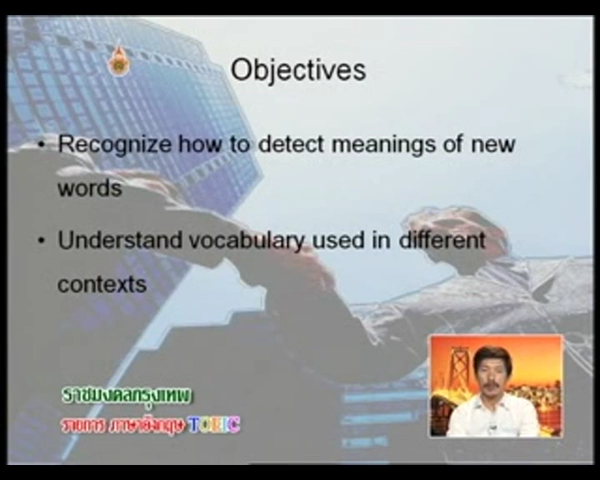 Objectives
• Recognize how to detect meanings of new
words
• Understand vocabulary used in different
contexts
ราชมงคลกรุงเทพ
รายการ ภาษาอังกฤษ TOEIC